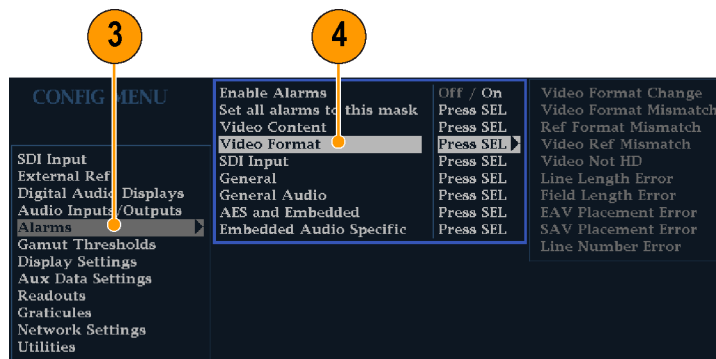 3
4
CONFIG MENU
SDI Input
External Ref
Digital Audio Displays
Audio Inputs/Outputs
Alarms
Gamut Thresholds
Display Settings
Aux Data Settings
Readouts
Graticules
Network Settings
Utilities
Enable Alarms Off / On
Set all alarms to this mask Press SEL
Video Content Press SEL
Video Format Press SEL
SDI Input Press SEL
General Press SEL
General Audio Press SEL
AES and Embedded Press SEL
Embedded Audio Specific Press SEL
Video Format Change
Video Format Mismatch
Ref Format Mismatch
Video Ref Mismatch
Video Not HD
Line Length Error
Field Length Error
EAV Placement Error
SAV Placement Error
Line Number Error